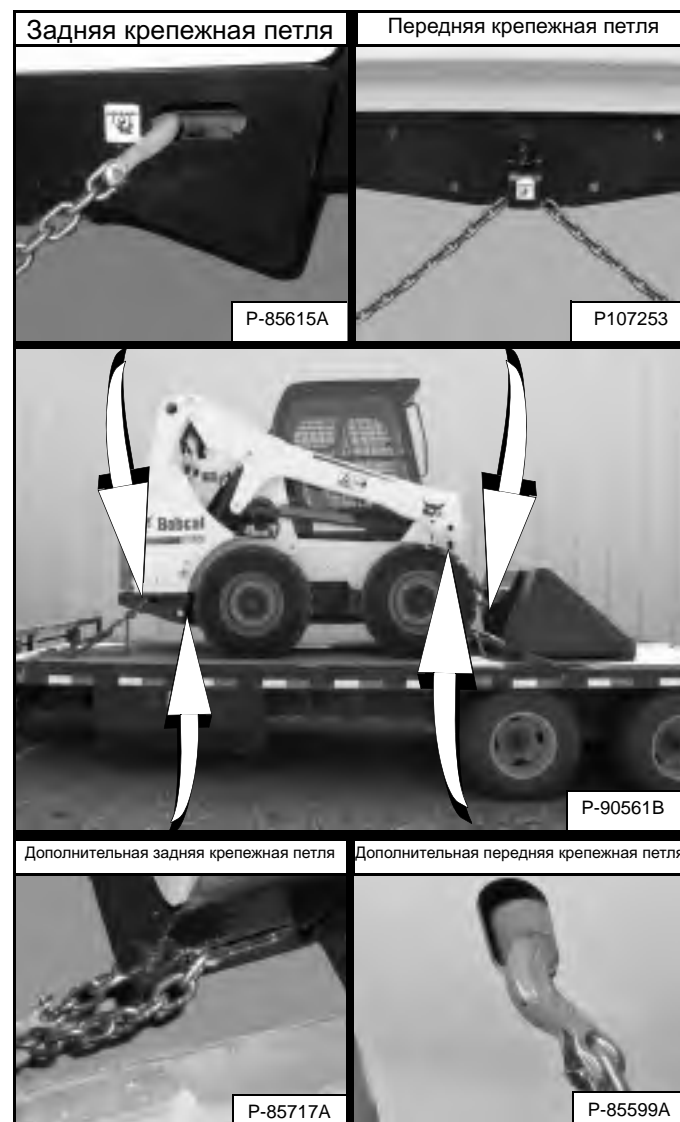 Задняя крепежная петля
Передняя крепежная петля
P-85615A
P107253
Bobcat
P-90561B
Дополнительная задняя крепежная петля
Дополнительная передняя крепежная петля
P-85717A
P-85599A